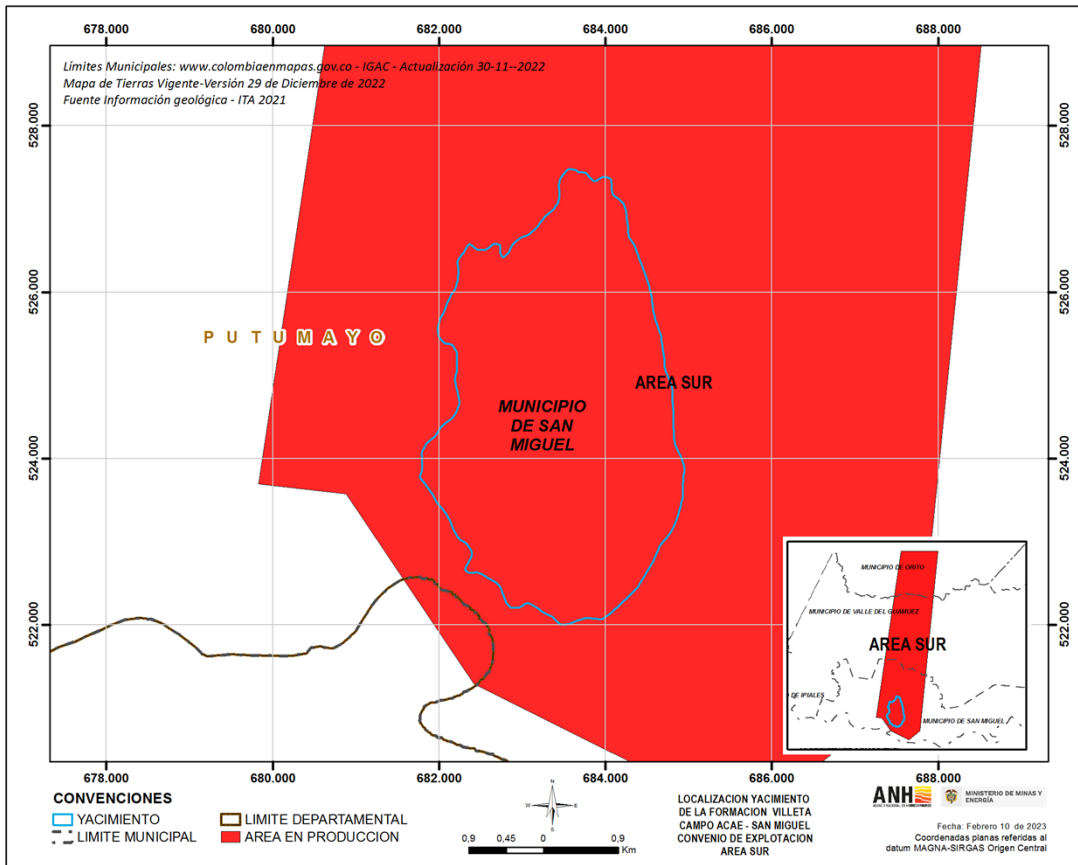 678.000 680.000 682.000 684.000 686.000 688.000
Límites Municipales: www.colombiaenmapas.gov.co - IGAC - Actualización 30-11--2022
Mapa de Tierras Vigente-Versión 29 de Diciembre de 2022
Fuente Información geológica - ITA 2021
528.000 528.000
526.000 526.000
PUTUMAYO
AREA SUR
MUNICIPIO
DE SAN
MIGUEL
524.000 524.000
522.000 522.000
MUNICIPIO DE ORITO
MUNICIPIO DE VALLE DEL GUAMUEZ
AREA SUR
DE IPIALES
MUNICIPIO DE SAN MIGUEL
678.000 680.000 682.000 684.000 686.000 688.000
CONVENCIONES
YACIMIENTO
LIMITE MUNICIPAL
LIMITE DEPARTAMENTAL
AREA EN PRODUCCION
N
W E
S
0,9 0,45 0 0,9
Km
LOCALIZACION YACIMIENTO
DE LA FORMACION VILLETA
CAMPO ACAE - SAN MIGUEL
CONVENIO DE EXPLOTACION
AREA SUR
ANH
MINISTERIO DE MINAS Y
ENERGÍA
Fecha: Febrero 10 de 2023
Coordenadas planas referidas al
datum MAGNA-SIRGAS Origen Central